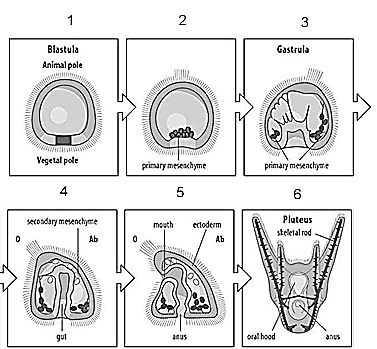 1
2
3
Blastula
Animal pole
Vegetal pole
primary mesenchyme
Gastrula
primary mesenchyme
4
5
6
secondary mesenchyme
O
Ab
gut
mouth
ectoderm
O
Ab
anus
Pluteus
skeletal rod
oral hood
anus